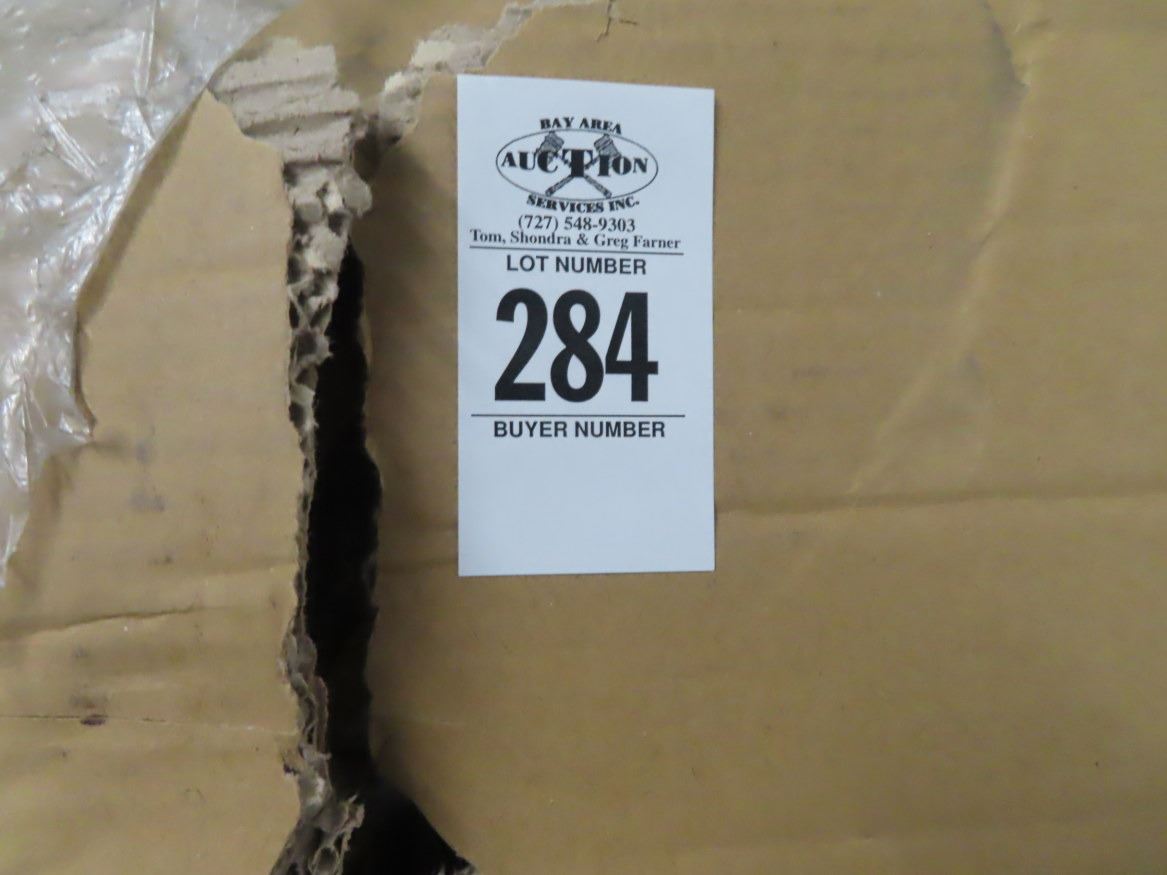 BAY AREA
AUCTION
SERVICES INC.
(727) 548-9303
Tom, Shondra & Greg Farner
LOT NUMBER
284
BUYER NUMBER